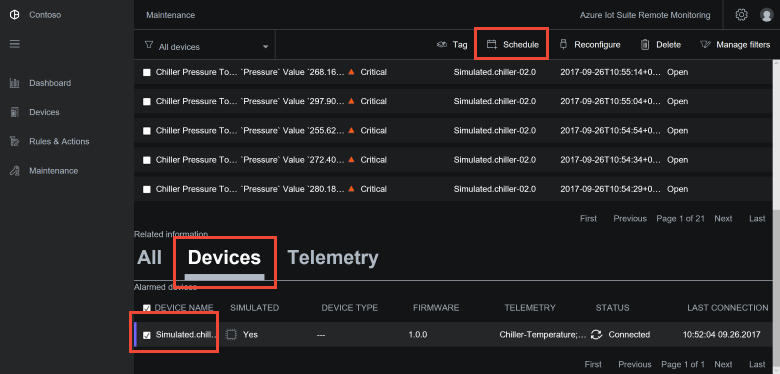 Contoso Maintenance Azure Iot Suite Remote Monitoring
All devices Tag Schedule Reconfigure Delete Manage filters
Chiller Pressure To... `Pressure` Value `268.16... Critical Simulated.chiller-02.0 2017-09-26T10:55:14+0... Open
Dashboard
Chiller Pressure To... `Pressure` Value `297.90... Critical Simulated.chiller-02.0 2017-09-26T10:55:04+0... Open
Devices
Chiller Pressure To... `Pressure` Value `255.62... Critical Simulated.chiller-02.0 2017-09-26T10:54:54+0... Open
Rules & Actions
Chiller Pressure To... `Pressure` Value `272.40... Critical Simulated.chiller-02.0 2017-09-26T10:54:34+0... Open
Maintenance
Chiller Pressure To... `Pressure` Value `280.18... Critical Simulated.chiller-02.0 2017-09-26T10:54:29+0... Open
First Previous Page 1 of 21 Next Last
Related information
All Devices Telemetry
Alarmed devices
DEVICE NAME SIMULATED DEVICE TYPE FIRMWARE TELEMETRY STATUS LAST CONNECTION
Simulated.chill... Yes --- 1.0.0 Chiller-Temperature;... Connected 10:52:04 09.26.2017
First Previous Page 1 of 1 Next Last